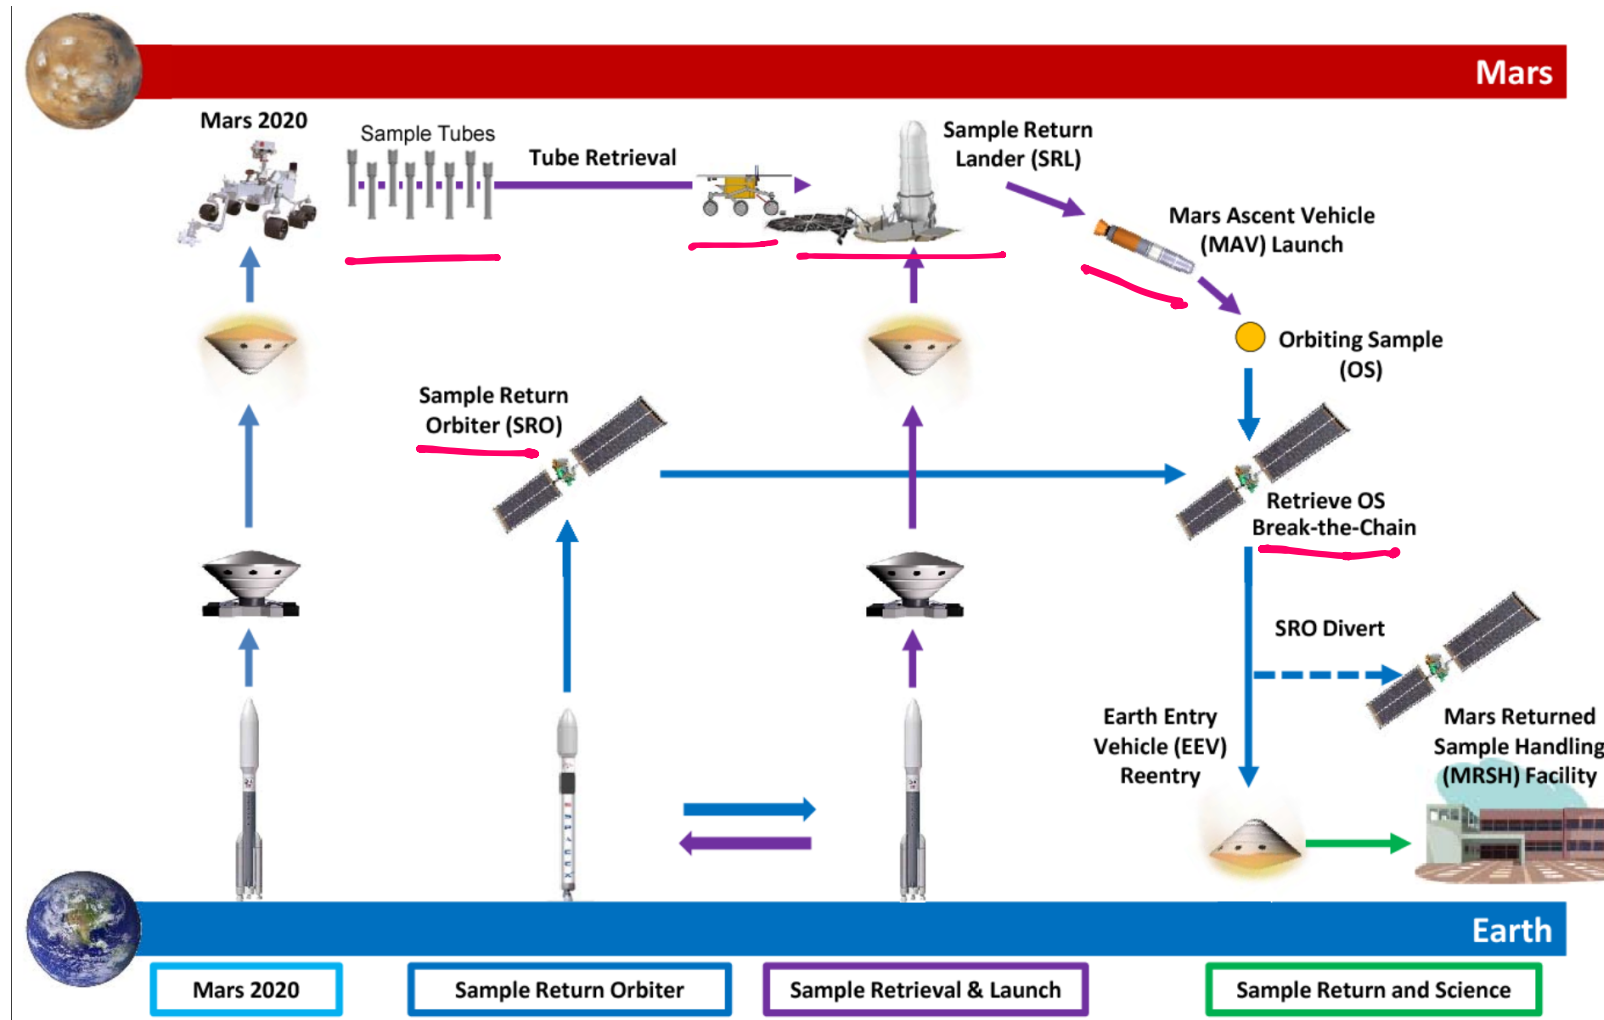 Mars
Mars 2020
Sample Tubes
Tube Retrieval
Sample Return
Lander (SRL)
Mars Ascent Vehicle
(MAV) Launch
Orbiting Sample
(OS)
Sample Return
Orbiter (SRO)
Retrieve OS
Break-the-Chain
SRO Divert
Earth Entry
Vehicle (EEV)
Reentry
Mars Returned
Sample Handling
(MRSH) Facility
Earth
Mars 2020
Sample Return Orbiter
Sample Retrieval & Launch
Sample Return and Science